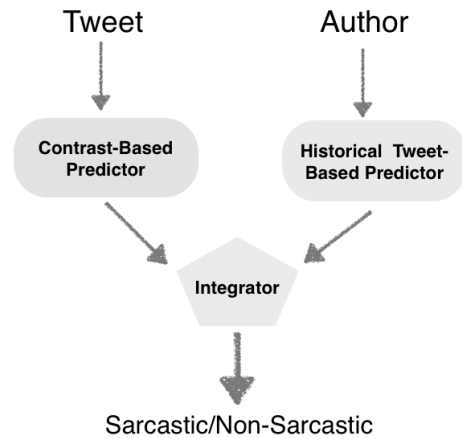 Tweet
Author
Contrast-Based
Predictor
Historical Tweet-
Based Predictor
Integrator
Sarcastic/Non-Sarcastic